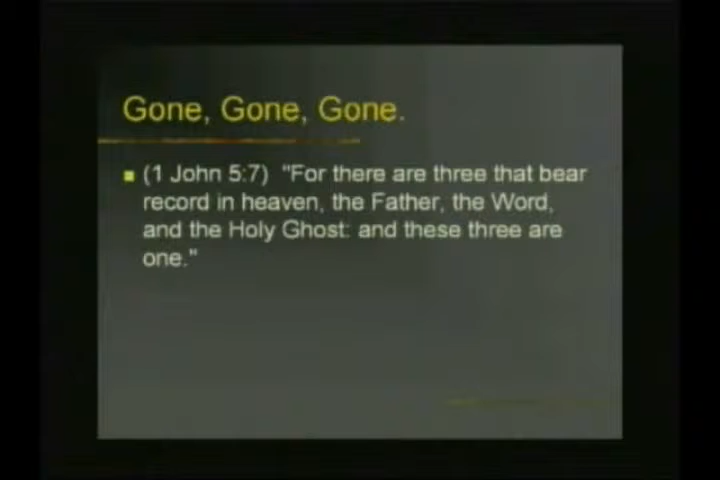 Gone, Gone, Gone.
(1 John 5:7) "For there are three that bear
record in heaven, the Father, the Word,
and the Holy Ghost: and these three are
one."